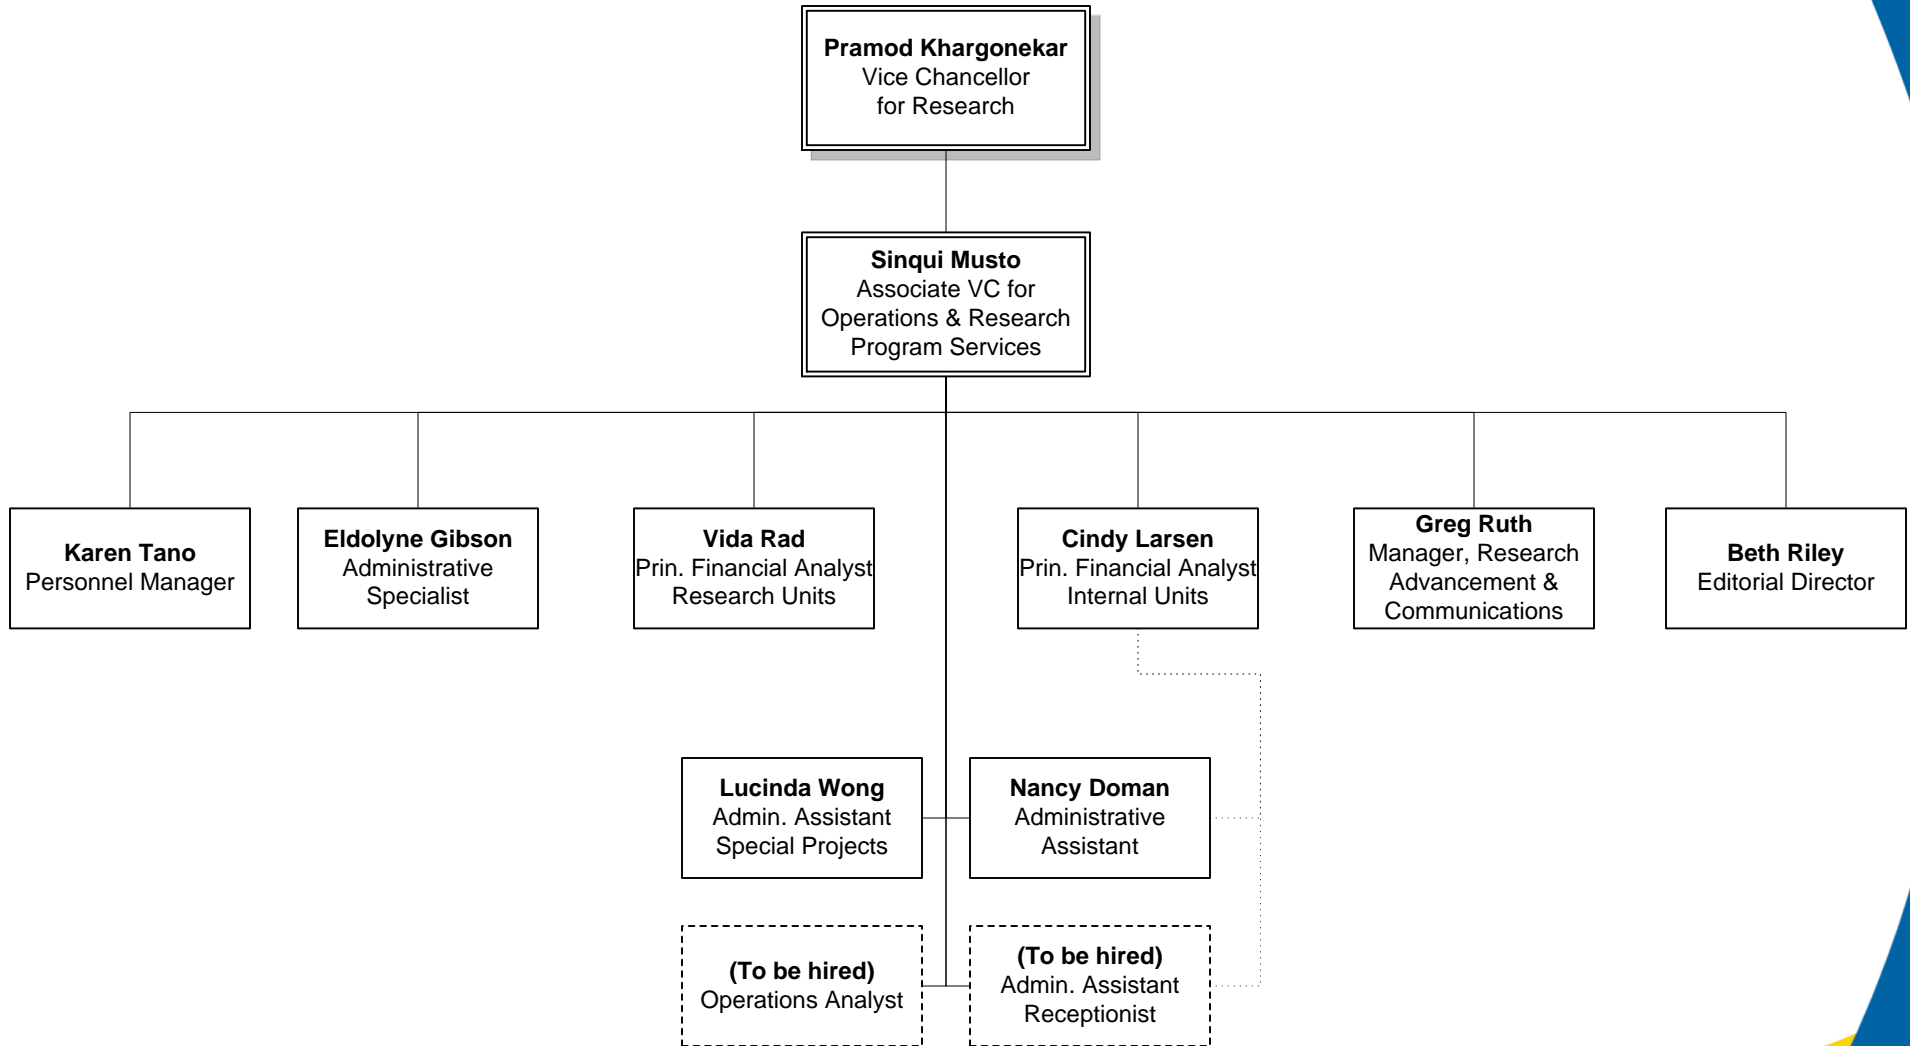 Pramod Khargonekar
Vice Chancellor
for Research
Sinqui Musto
Associate VC for
Operations & Research
Program Services
Karen Tano
Personnel Manager
Eldolyne Gibson
Administrative
Specialist
Vida Rad
Prin. Financial Analyst
Research Units
Cindy Larsen
Prin. Financial Analyst
Internal Units
Greg Ruth
Manager, Research
Advancement &
Communications
Beth Riley
Editorial Director
Lucinda Wong
Admin. Assistant
Special Projects
Nancy Doman
Administrative
Assistant
(To be hired)
Operations Analyst
(To be hired)
Admin. Assistant
Receptionist